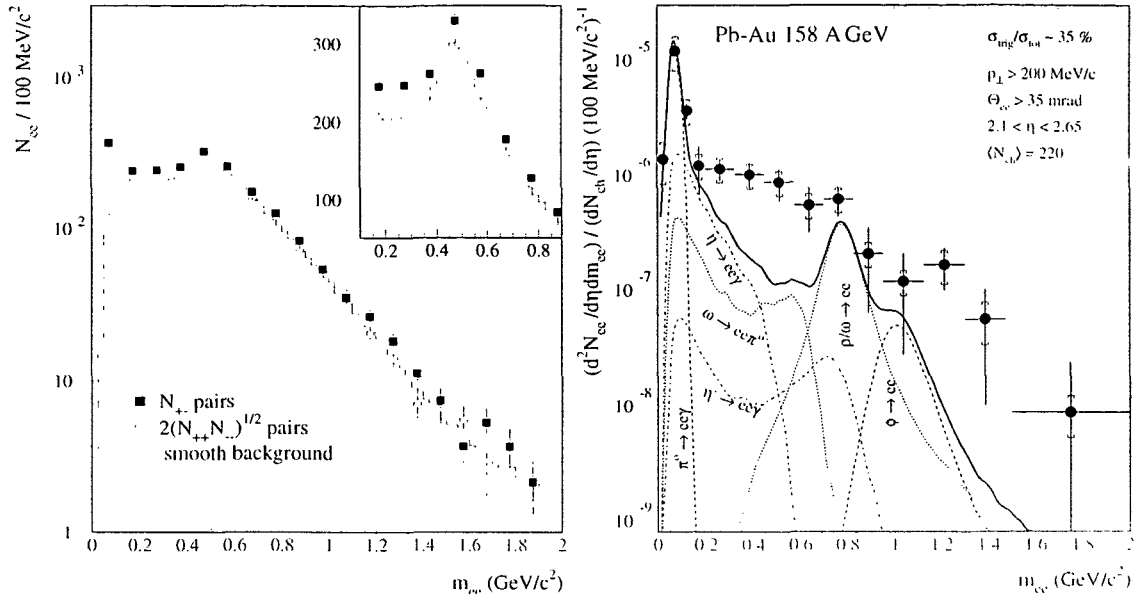 N_ee / 100 MeV/c²
10³
10²
10
1
0
0.2
0.4
0.6
0.8
1
1.2
1.4
1.6
1.8
2
m_ee (GeV/c²)
300
200
100
0.2
0.4
0.6
0.8
N_+- pairs
2(N_++N_--)^1/2 pairs
smooth background
(d²N_ee/dηdm_ee) / (dN_ch/dη) (100 MeV/c²)⁻¹
10⁻⁵
10⁻⁶
10⁻⁷
10⁻⁸
10⁻⁹
Pb-Au 158 A GeV
σ_trig/σ_tot ~ 35 %
p_⊥ > 200 MeV/c
Θ_ee > 35 mrad
2.1 < η < 2.65
⟨N_ch⟩ = 220
η → eeγ
ω → eeπ⁰
η → eeγ
π⁰ → eeγ
ρ/ω → ee
φ → ee
0
0.2
0.4
0.6
0.8
1
1.2
1.4
1.6
1.8
2
m_ee (GeV/c²)